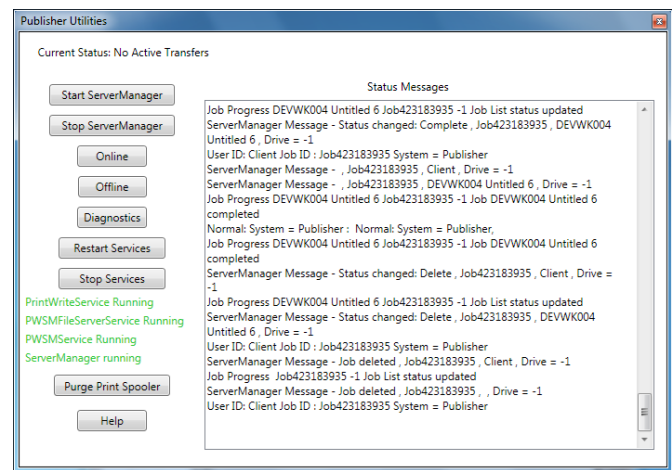 Publisher Utilities
Current Status: No Active Transfers
Start ServerManager
Stop ServerManager
Online
Offline
Diagnostics
Restart Services
Stop Services
PrintWriteService Running
PWSMFileServerService Running
PWSMService Running
ServerManager running
Purge Print Spooler
Help
Status Messages
Job Progress DEVWK004 Untitled 6 Job423183935 -1 Job List status updated
ServerManager Message - Status changed: Complete , Job423183935 , DEVWK004
Untitled 6 , Drive = -1
User ID: Client Job ID : Job423183935 System = Publisher
ServerManager Message -  , Job423183935 , Client , Drive = -1
ServerManager Message -  , Job423183935 , DEVWK004 Untitled 6 , Drive = -1
Job Progress DEVWK004 Untitled 6 Job423183935 -1 Job DEVWK004 Untitled 6
completed
Normal: System = Publisher :  Normal: System = Publisher,
Job Progress DEVWK004 Untitled 6 Job423183935 -1 Job DEVWK004 Untitled 6
completed
ServerManager Message - Status changed: Delete , Job423183935 , Client , Drive =
-1
Job Progress DEVWK004 Untitled 6 Job423183935 -1 Job List status updated
ServerManager Message - Status changed: Delete , Job423183935 , DEVWK004
Untitled 6 , Drive = -1
User ID: Client Job ID : Job423183935 System = Publisher
ServerManager Message - Job deleted , Job423183935 , Client , Drive = -1
Job Progress  Job423183935 -1 Job List status updated
ServerManager Message - Job deleted , Job423183935 ,  , Drive = -1
User ID: Client Job ID : Job423183935 System = Publisher